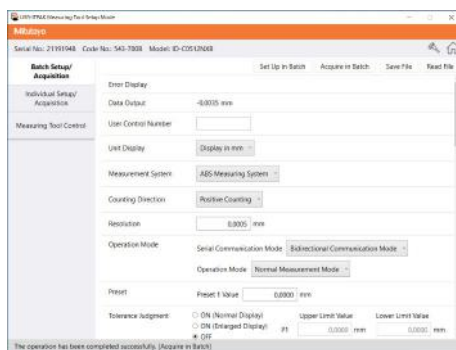 USB-ITPAK Measuring Tool Setup Mode
Mitutoyo
Serial No.: 21191948 Code No.: 543-700B Model: ID-C0512NXB
Batch Setup/
Acquisition
Set Up in Batch Acquire in Batch Save File Read File
Individual Setup/
Acquisition
Measuring Tool Control
Error Display
Data Output -0.0035 mm
User Control Number
Unit Display Display in mm
Measurement System ABS Measuring System
Counting Direction Positive Counting
Resolution 0.0005 mm
Operation Mode Serial Communication Mode Bidirectional Communication Mode
Operation Mode Normal Measurement Mode
Preset Preset 1 Value 0.0000 mm
Tolerance Judgment ON (Normal Display) Upper Limit Value Lower Limit Value
ON (Enlarged Display) P1 0.0000 mm 0.0000 mm
OFF
The operation has been completed successfully. [Acquire in Batch]